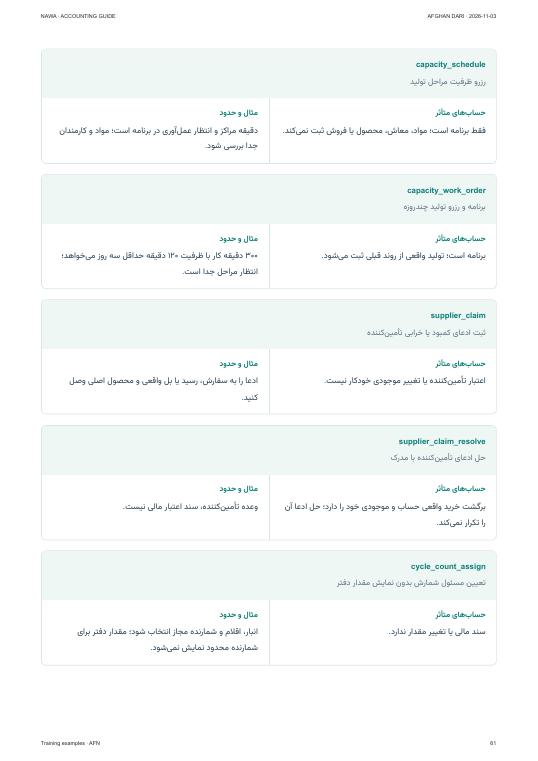 NAWA · ACCOUNTING GUIDE
AFGHAN DARI · 2026-11-03
capacity_schedule
رزرو ظرفیت مراحل تولید
حساب‌های متأثر
فقط برنامه است؛ مواد، معاش، محصول یا فروش ثبت نمی‌کند.
مثال و حدود
دقیقه مراکز و انتظار عمل‌آوری در برنامه است؛ مواد و کارمندان
جدا بررسی شود.
capacity_work_order
برنامه و رزرو تولید چندروزه
حساب‌های متأثر
برنامه است؛ تولید واقعی از روند قبلی ثبت می‌شود.
مثال و حدود
۳۰۰ دقیقه کار با ظرفیت ۱۲۰ دقیقه حداقل سه روز می‌خواهد؛
انتظار مراحل جدا است.
supplier_claim
ثبت ادعای کمبود یا خرابی تأمین‌کننده
حساب‌های متأثر
اعتبار تأمین‌کننده یا تغییر موجودی خودکار نیست.
مثال و حدود
ادعا را به سفارش، رسید یا بل واقعی و محصول اصلی وصل
کنید.
supplier_claim_resolve
حل ادعای تأمین‌کننده با مدرک
حساب‌های متأثر
برگشت خرید واقعی حساب و موجودی خود را دارد؛ حل ادعا آن
را تکرار نمی‌کند.
مثال و حدود
وعده تأمین‌کننده، سند اعتبار مالی نیست.
cycle_count_assign
تعیین مسئول شمارش بدون نمایش مقدار دفتر
حساب‌های متأثر
سند مالی یا تغییر مقدار ندارد.
مثال و حدود
انبار، اقلام و شمارنده مجاز انتخاب شود؛ مقدار دفتر برای
شمارنده محدود نمایش نمی‌شود.
Training examples · AFN
61